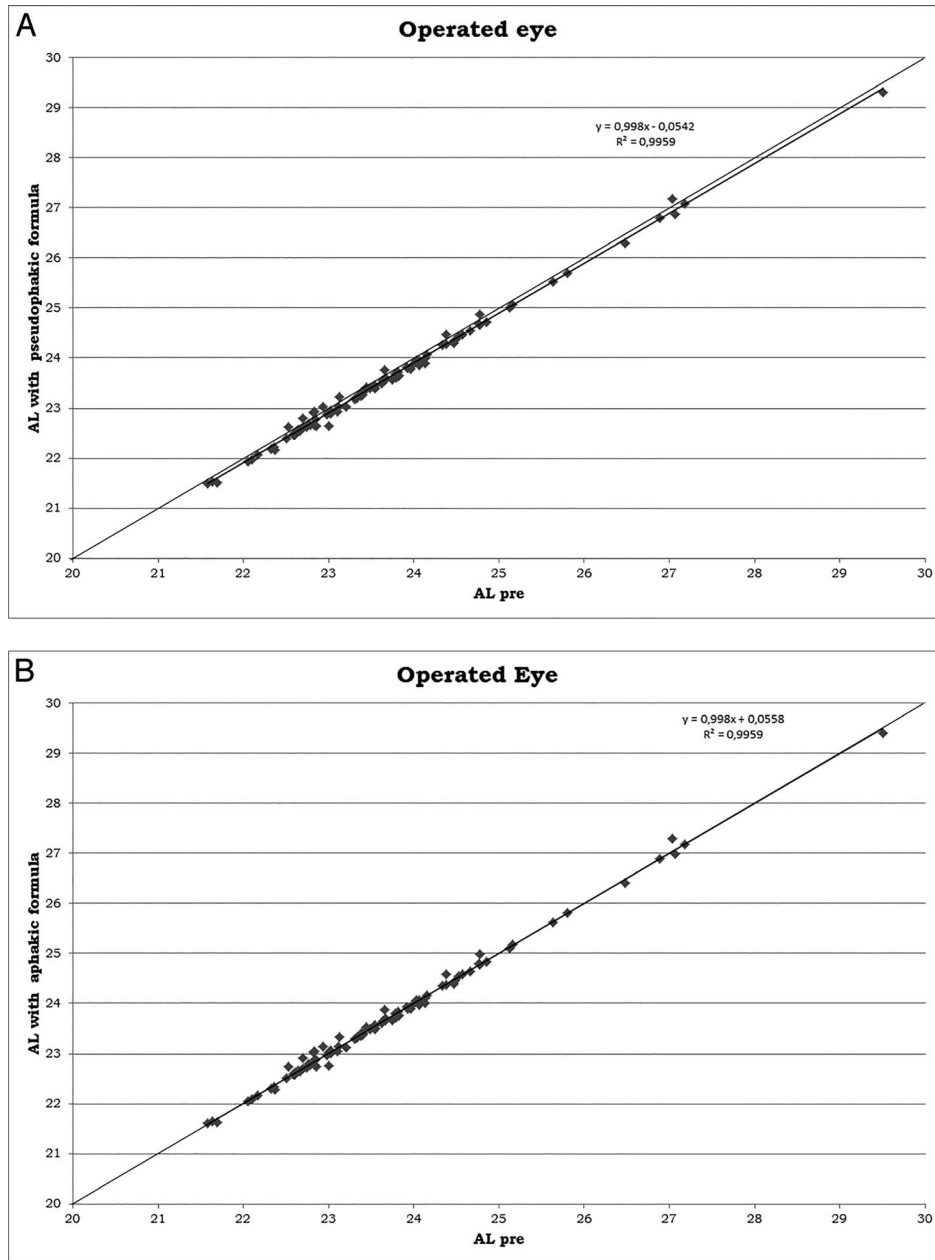 A
Operated eye
30
29
28
27
26
25
24
23
22
21
20
AL with pseudophakic formula
y = 0,998x - 0,0542
R² = 0,9959
20 21 22 23 24 25 26 27 28 29 30
AL pre
B
Operated Eye
30
29
28
27
26
25
24
23
22
21
20
AL with aphakic formula
y = 0,998x + 0,0558
R² = 0,9959
20 21 22 23 24 25 26 27 28 29 30
AL pre